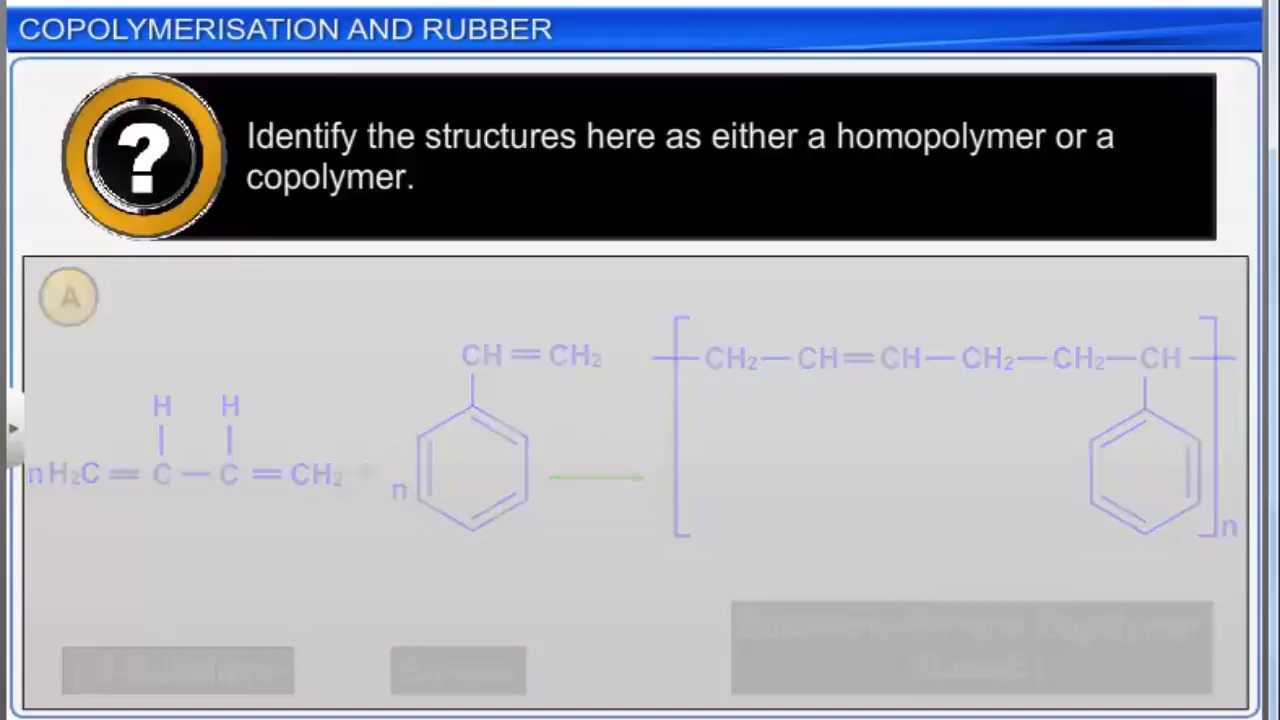 COPOLYMERISATION AND RUBBER
?
Identify the structures here as either a homopolymer or a
copolymer.
A
CH=CH₂
CH₂—CH=CH—CH₂—CH₂—CH
H H
nH₂C=C—C=CH₂ +
n
n